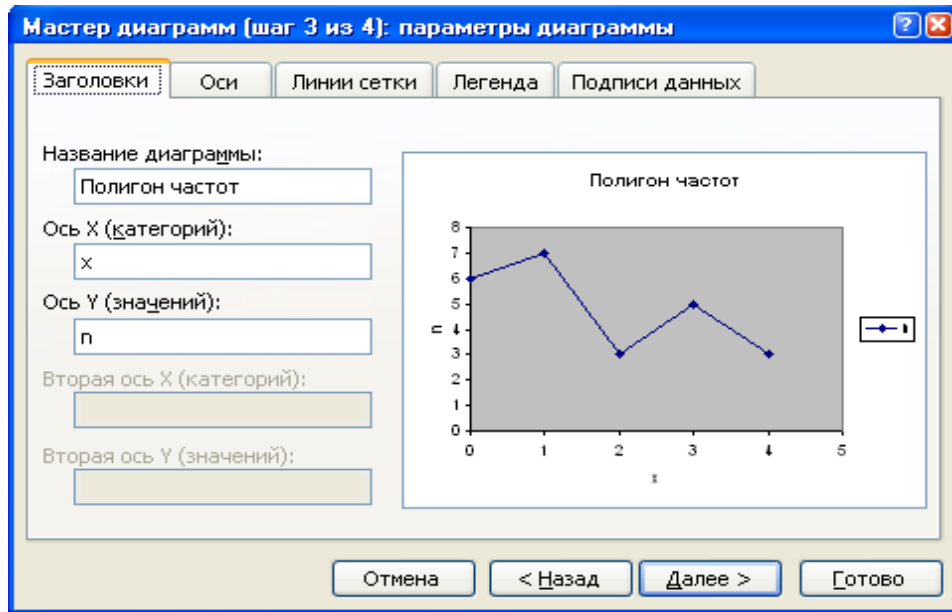 Мастер диаграмм (шаг 3 из 4): параметры диаграммы
Заголовки Оси Линии сетки Легенда Подписи данных
Название диаграммы:
Полигон частот
Ось X (категорий):
x
Ось Y (значений):
n
Вторая ось X (категорий):
Вторая ось Y (значений):
Полигон частот
8
7
6
5
4
3
2
1
0
n
0 1 2 3 4 5
x
Отмена < Назад Далее > Готово